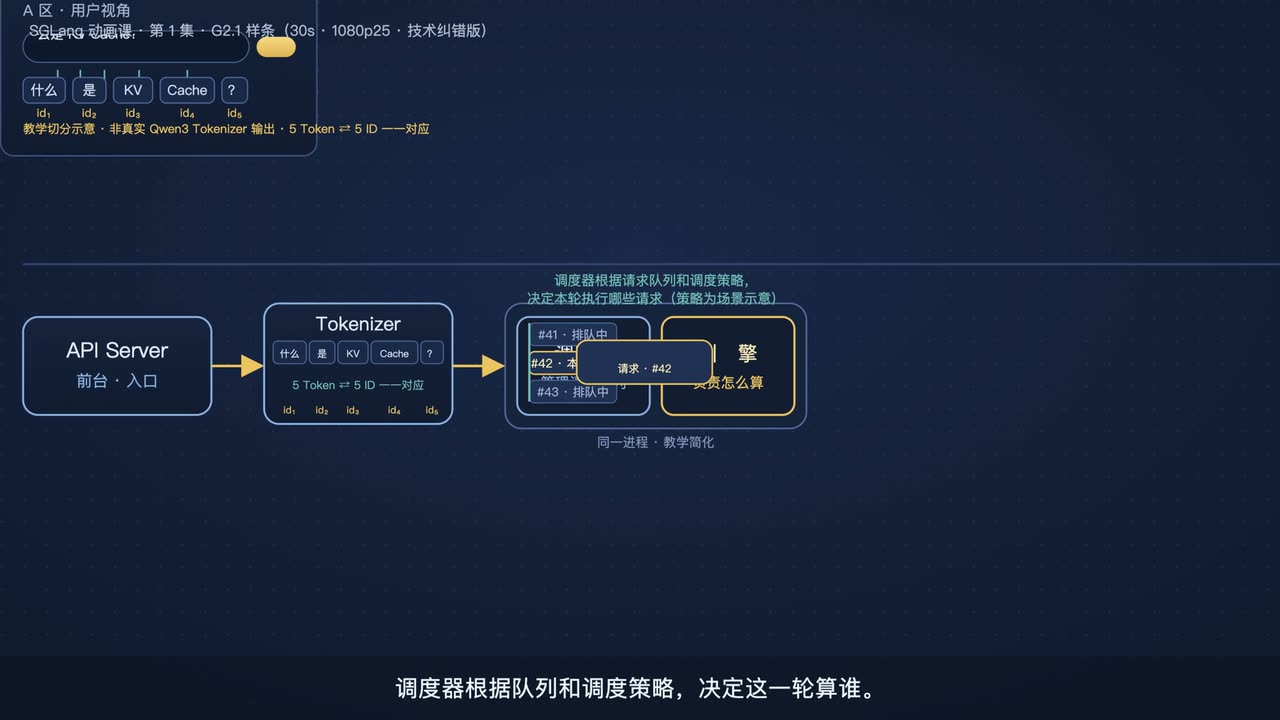 A 区 · 用户视角
SGLang 动画课 · 第 1 集 · G2.1 样条（30s · 1080p25 · 技术纠错版）
什么 是 KV Cache ?
id₁ id₂ id₃ id₄ id₅
教学切分示意 · 非真实 Qwen3 Tokenizer 输出 · 5 Token ⇄ 5 ID 一一对应
调度器根据请求队列和调度策略，
决定本轮执行哪些请求（策略为场景示意）
API Server
前台 · 入口
Tokenizer
什么 是 KV Cache ?
5 Token ⇄ 5 ID 一一对应
id₁ id₂ id₃ id₄ id₅
#41 · 排队中
#42 · 本
#43 · 排队中
请求 · #42
擎
责怎么算
同一进程 · 教学简化
调度器根据队列和调度策略，决定这一轮算谁。